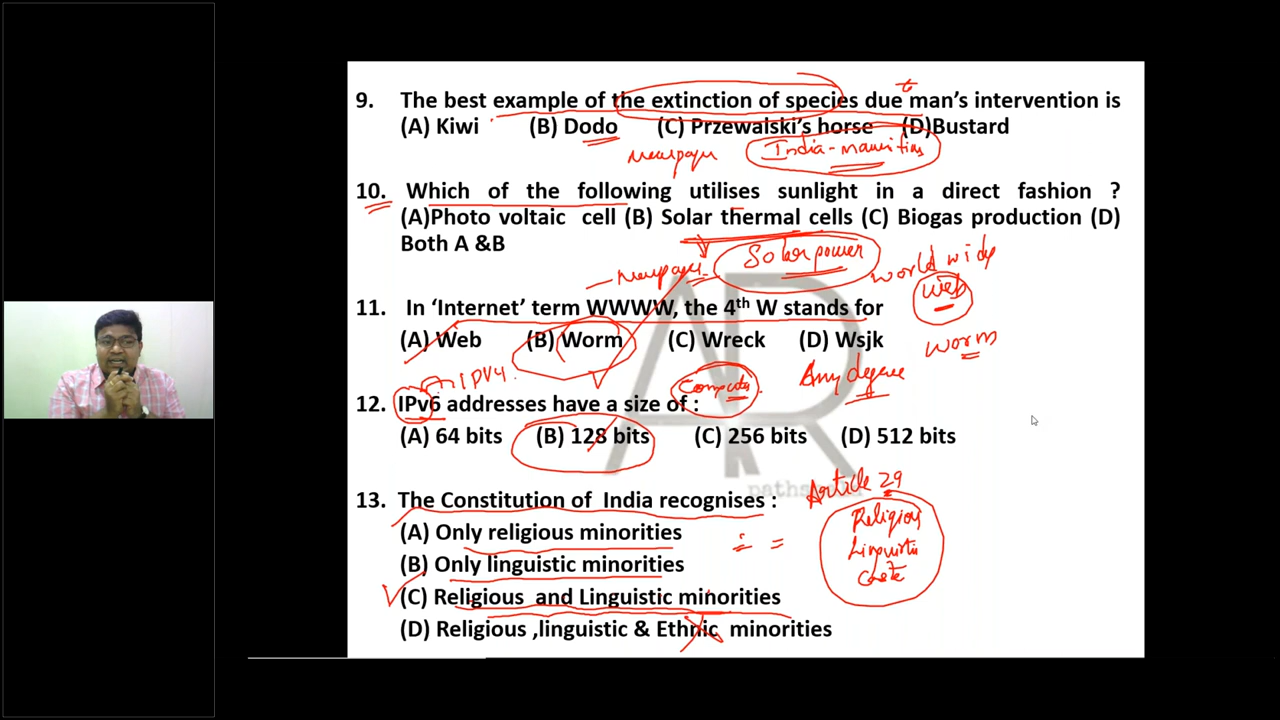 9. The best example of the extinction of species due man's intervention is
to
(A) Kiwi (B) Dodo (C) Przewalski's horse (D)Bustard
Newspaper India-mauritius
10. Which of the following utilises sunlight in a direct fashion ?
(A)Photo voltaic cell (B) Solar thermal cells (C) Biogas production (D)
Both A &B
Solar power
Newspaper
world wide
web
11. In 'Internet' term WWWW, the 4th W stands for
(A) Web (B) Worm (C) Wreck (D) Wsjk
worm
IPV4.
Computer.
Any degree
12. IPv6 addresses have a size of :
(A) 64 bits (B) 128 bits (C) 256 bits (D) 512 bits
AR
Article 29
13. The Constitution of India recognises :
Religious
(A) Only religious minorities
Linguistic
(B) Only linguistic minorities
Caste
(C) Religious and Linguistic minorities
(D) Religious ,linguistic & Ethnic minorities